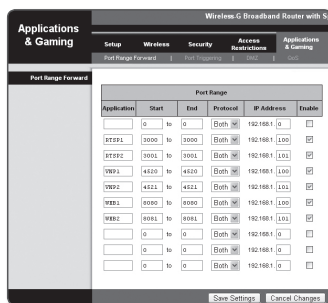 Wireless-G Broadband Router with S
Applications & Gaming
Setup Wireless Security Access Restrictions Applications & Gaming
Port Range Forward | Port Triggering | DMZ | QoS
Port Range Forward
Port Range
Application Start End Protocol IP Address Enable
0 to 0 Both 192.168.1. 0
RTSP1 3000 to 3000 Both 192.168.1. 100
RTSP2 3001 to 3001 Both 192.168.1. 101
VNP1 4520 to 4520 Both 192.168.1. 100
VNP2 4521 to 4521 Both 192.168.1. 101
WEB1 8080 to 8080 Both 192.168.1. 100
WEB2 8081 to 8081 Both 192.168.1. 101
0 to 0 Both 192.168.1. 0
0 to 0 Both 192.168.1. 0
0 to 0 Both 192.168.1. 0
Save Settings Cancel Changes